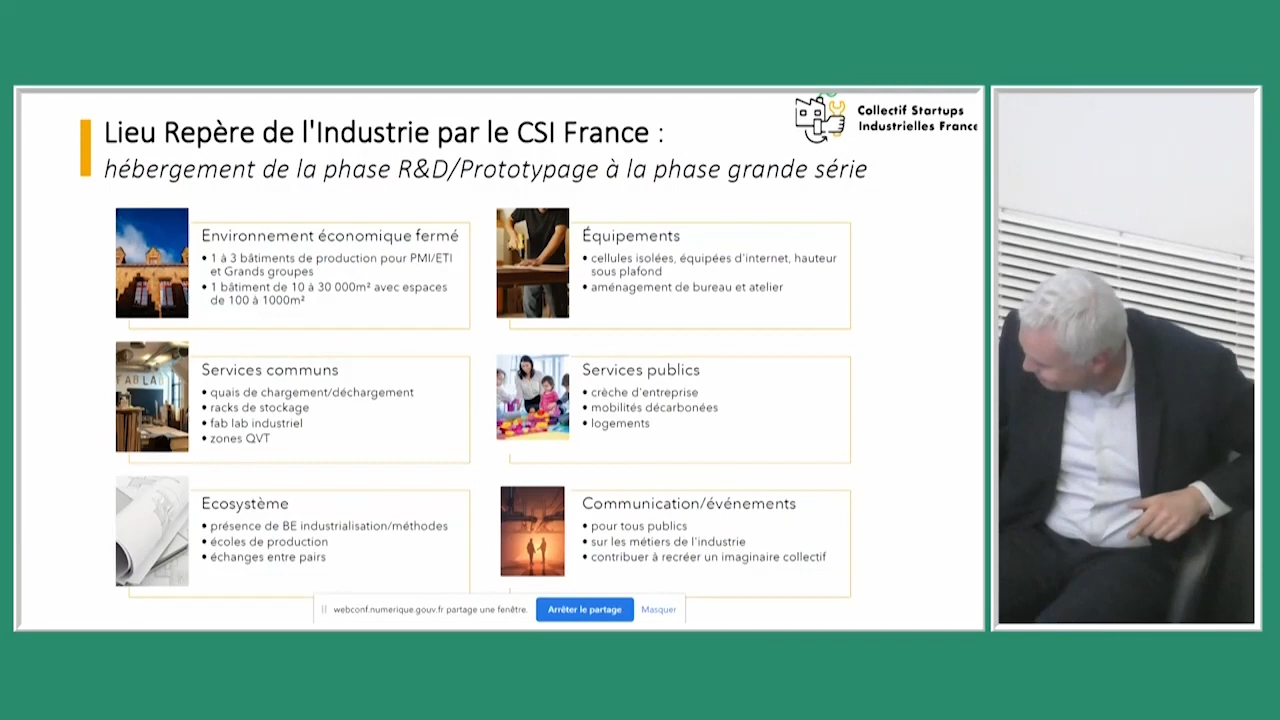 Collectif Startups
Industrielles France
Lieu Repère de l'Industrie par le CSI France :
hébergement de la phase R&D/Prototypage à la phase grande série
Environnement économique fermé
• 1 à 3 bâtiments de production pour PMI/ETI
et Grands groupes
• 1 bâtiment de 10 à 30 000m² avec espaces
de 100 à 1000m²
Équipements
• cellules isolées, équipées d'internet, hauteur
sous plafond
• aménagement de bureau et atelier
FAB LAB
Services communs
• quais de chargement/déchargement
• racks de stockage
• fab lab industriel
• zones QVT
Services publics
• crèche d'entreprise
• mobilités décarbonées
• logements
Ecosystème
• présence de BE industrialisation/méthodes
• écoles de production
• échanges entre pairs
Communication/événements
• pour tous publics
• sur les métiers de l'industrie
• contribuer à recréer un imaginaire collectif
webconf.numerique.gouv.fr partage une fenêtre.
Arrêter le partage
Masquer